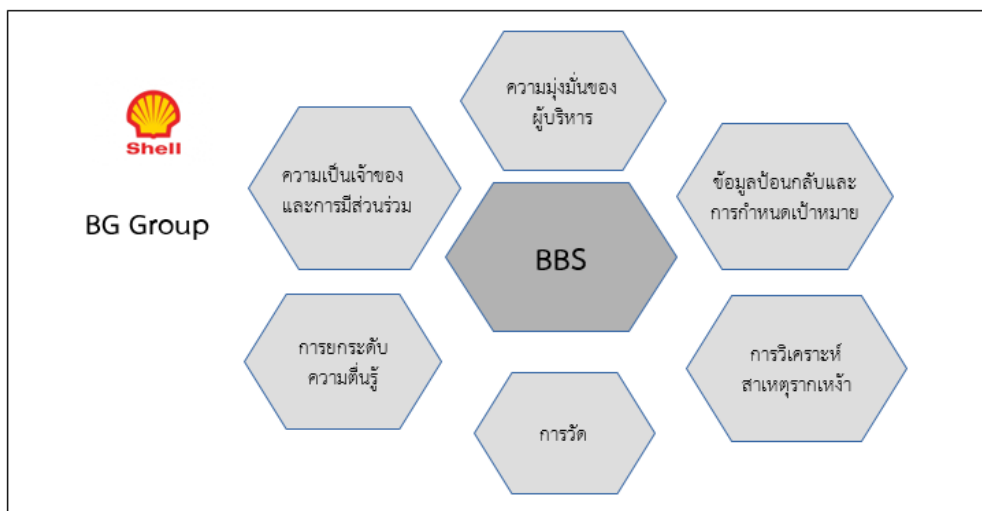 ความมุ่งมั่นของ
ผู้บริหาร
Shell
ความเป็นเจ้าของ
และการมีส่วนร่วม
ข้อมูลป้อนกลับและ
การกำหนดเป้าหมาย
BG Group
BBS
การยกระดับ
ความตื่นรู้
การวิเคราะห์
สาเหตุรากเหง้า
การวัด